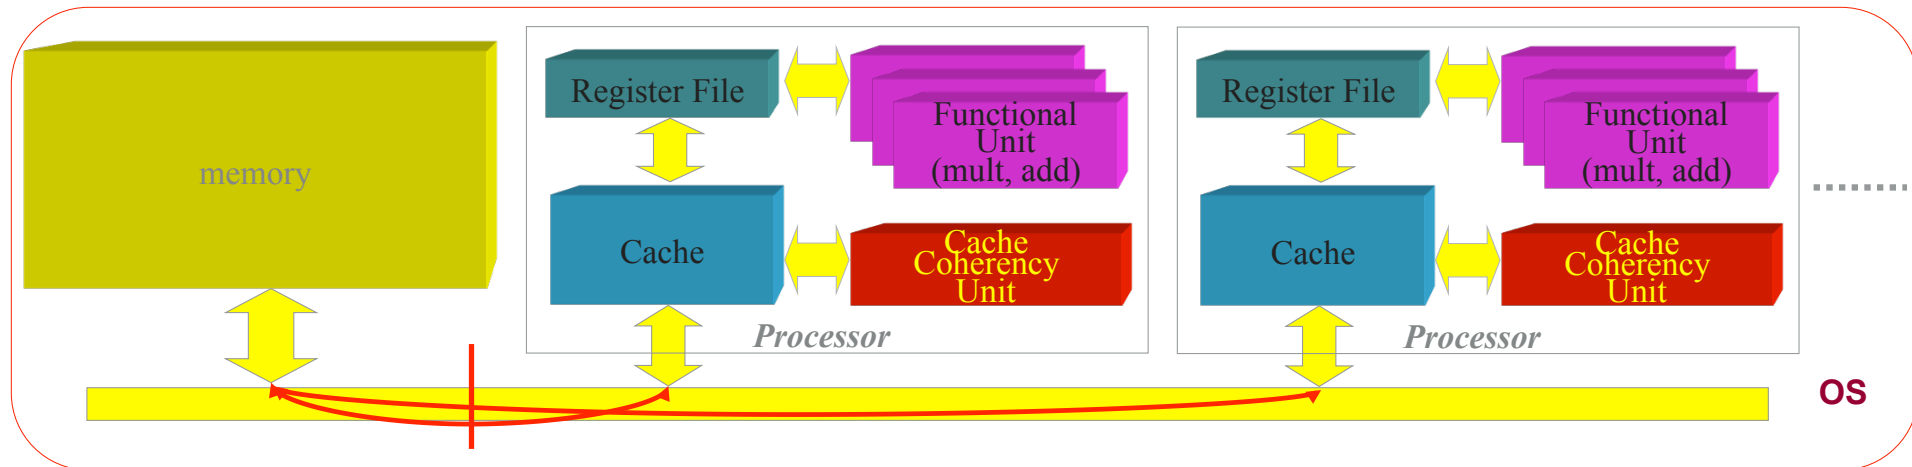 memory
Register File
Functional
Unit
(mult, add)
Cache
Cache
Coherency
Unit
Processor
Register File
Functional
Unit
(mult, add)
Cache
Cache
Coherency
Unit
Processor
OS